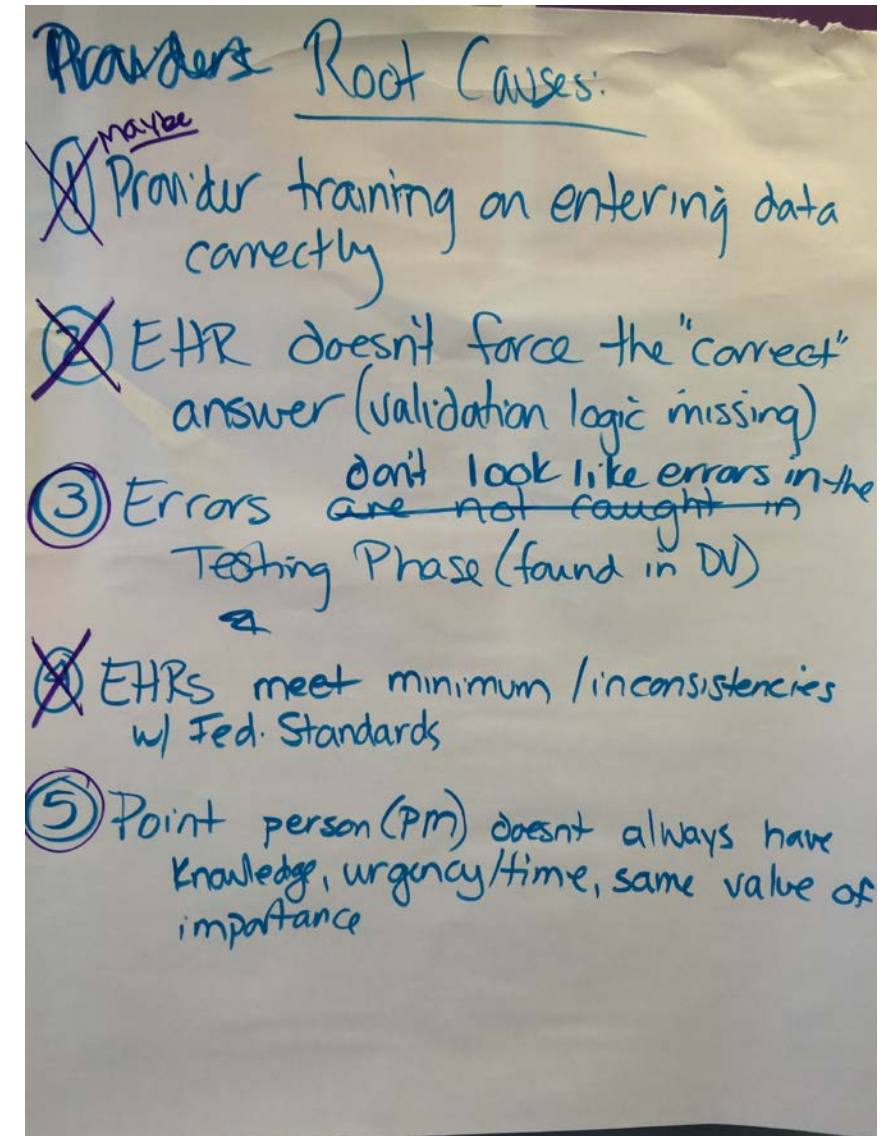 Providers Root Causes:
maybe
1 Provider training on entering data
correctly
2 EHR doesn't force the "correct"
answer (validation logic missing)
don't look like errors in the
3 Errors are not caught in
Testing Phase (found in DV)
4 EHRs meet minimum / inconsistencies
w/ Fed. Standards
5 Point person (PM) doesnt always have
Knowledge, urgency/time, same value of
importance